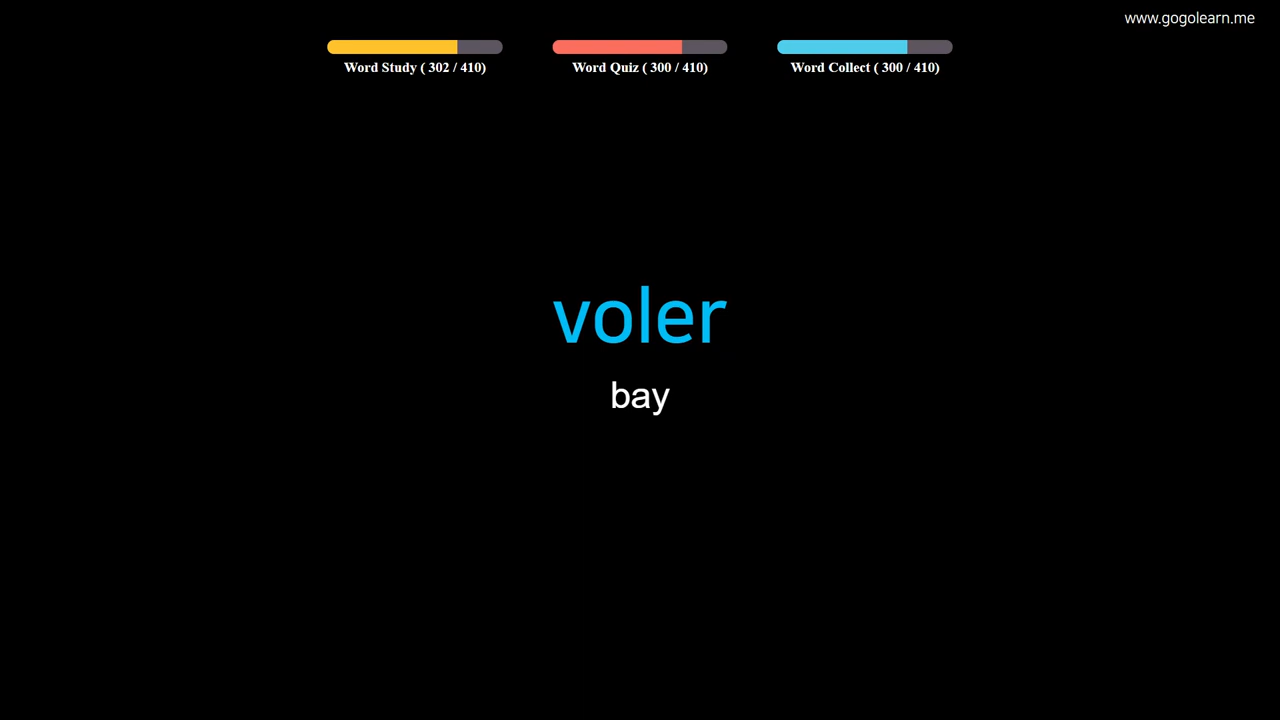 www.gogolearn.me
Word Study ( 302 / 410)
Word Quiz ( 300 / 410)
Word Collect ( 300 / 410)
voler
bay